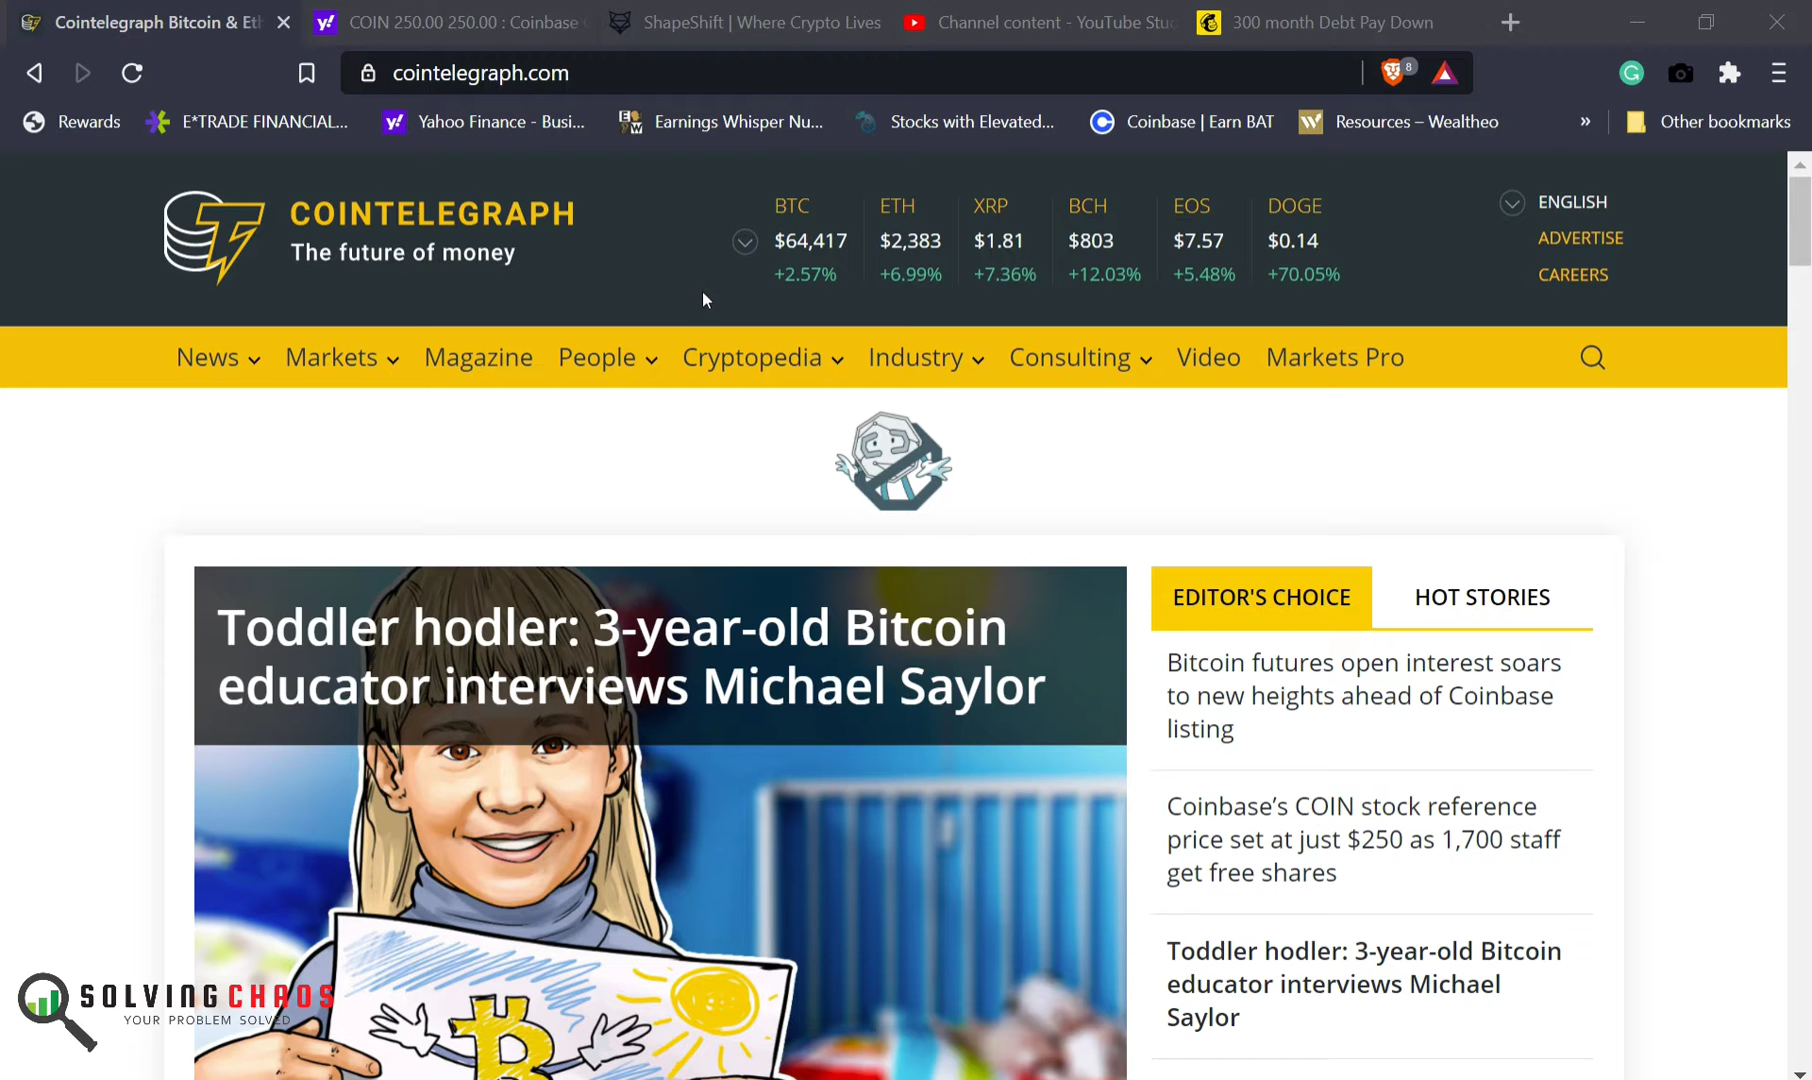 Cointelegraph Bitcoin & Eth
COIN 250.00 250.00 : Coinbase
ShapeShift | Where Crypto Lives
Channel content - YouTube Stu
300 month Debt Pay Down
cointelegraph.com
8
Rewards
E*TRADE FINANCIAL...
Yahoo Finance - Busi...
Earnings Whisper Nu...
Stocks with Elevated...
Coinbase | Earn BAT
Resources – Wealtheo
»
Other bookmarks
COINTELEGRAPH
The future of money
BTC ETH XRP BCH EOS DOGE
$64,417 $2,383 $1.81 $803 $7.57 $0.14
+2.57% +6.99% +7.36% +12.03% +5.48% +70.05%
ENGLISH
ADVERTISE
CAREERS
News Markets Magazine People Cryptopedia Industry Consulting Video Markets Pro
Toddler hodler: 3-year-old Bitcoin
educator interviews Michael Saylor
EDITOR'S CHOICE
HOT STORIES
Bitcoin futures open interest soars
to new heights ahead of Coinbase
listing
Coinbase’s COIN stock reference
price set at just $250 as 1,700 staff
get free shares
Toddler hodler: 3-year-old Bitcoin
educator interviews Michael
Saylor
SOLVINGCHAOS
YOUR PROBLEM SOLVED